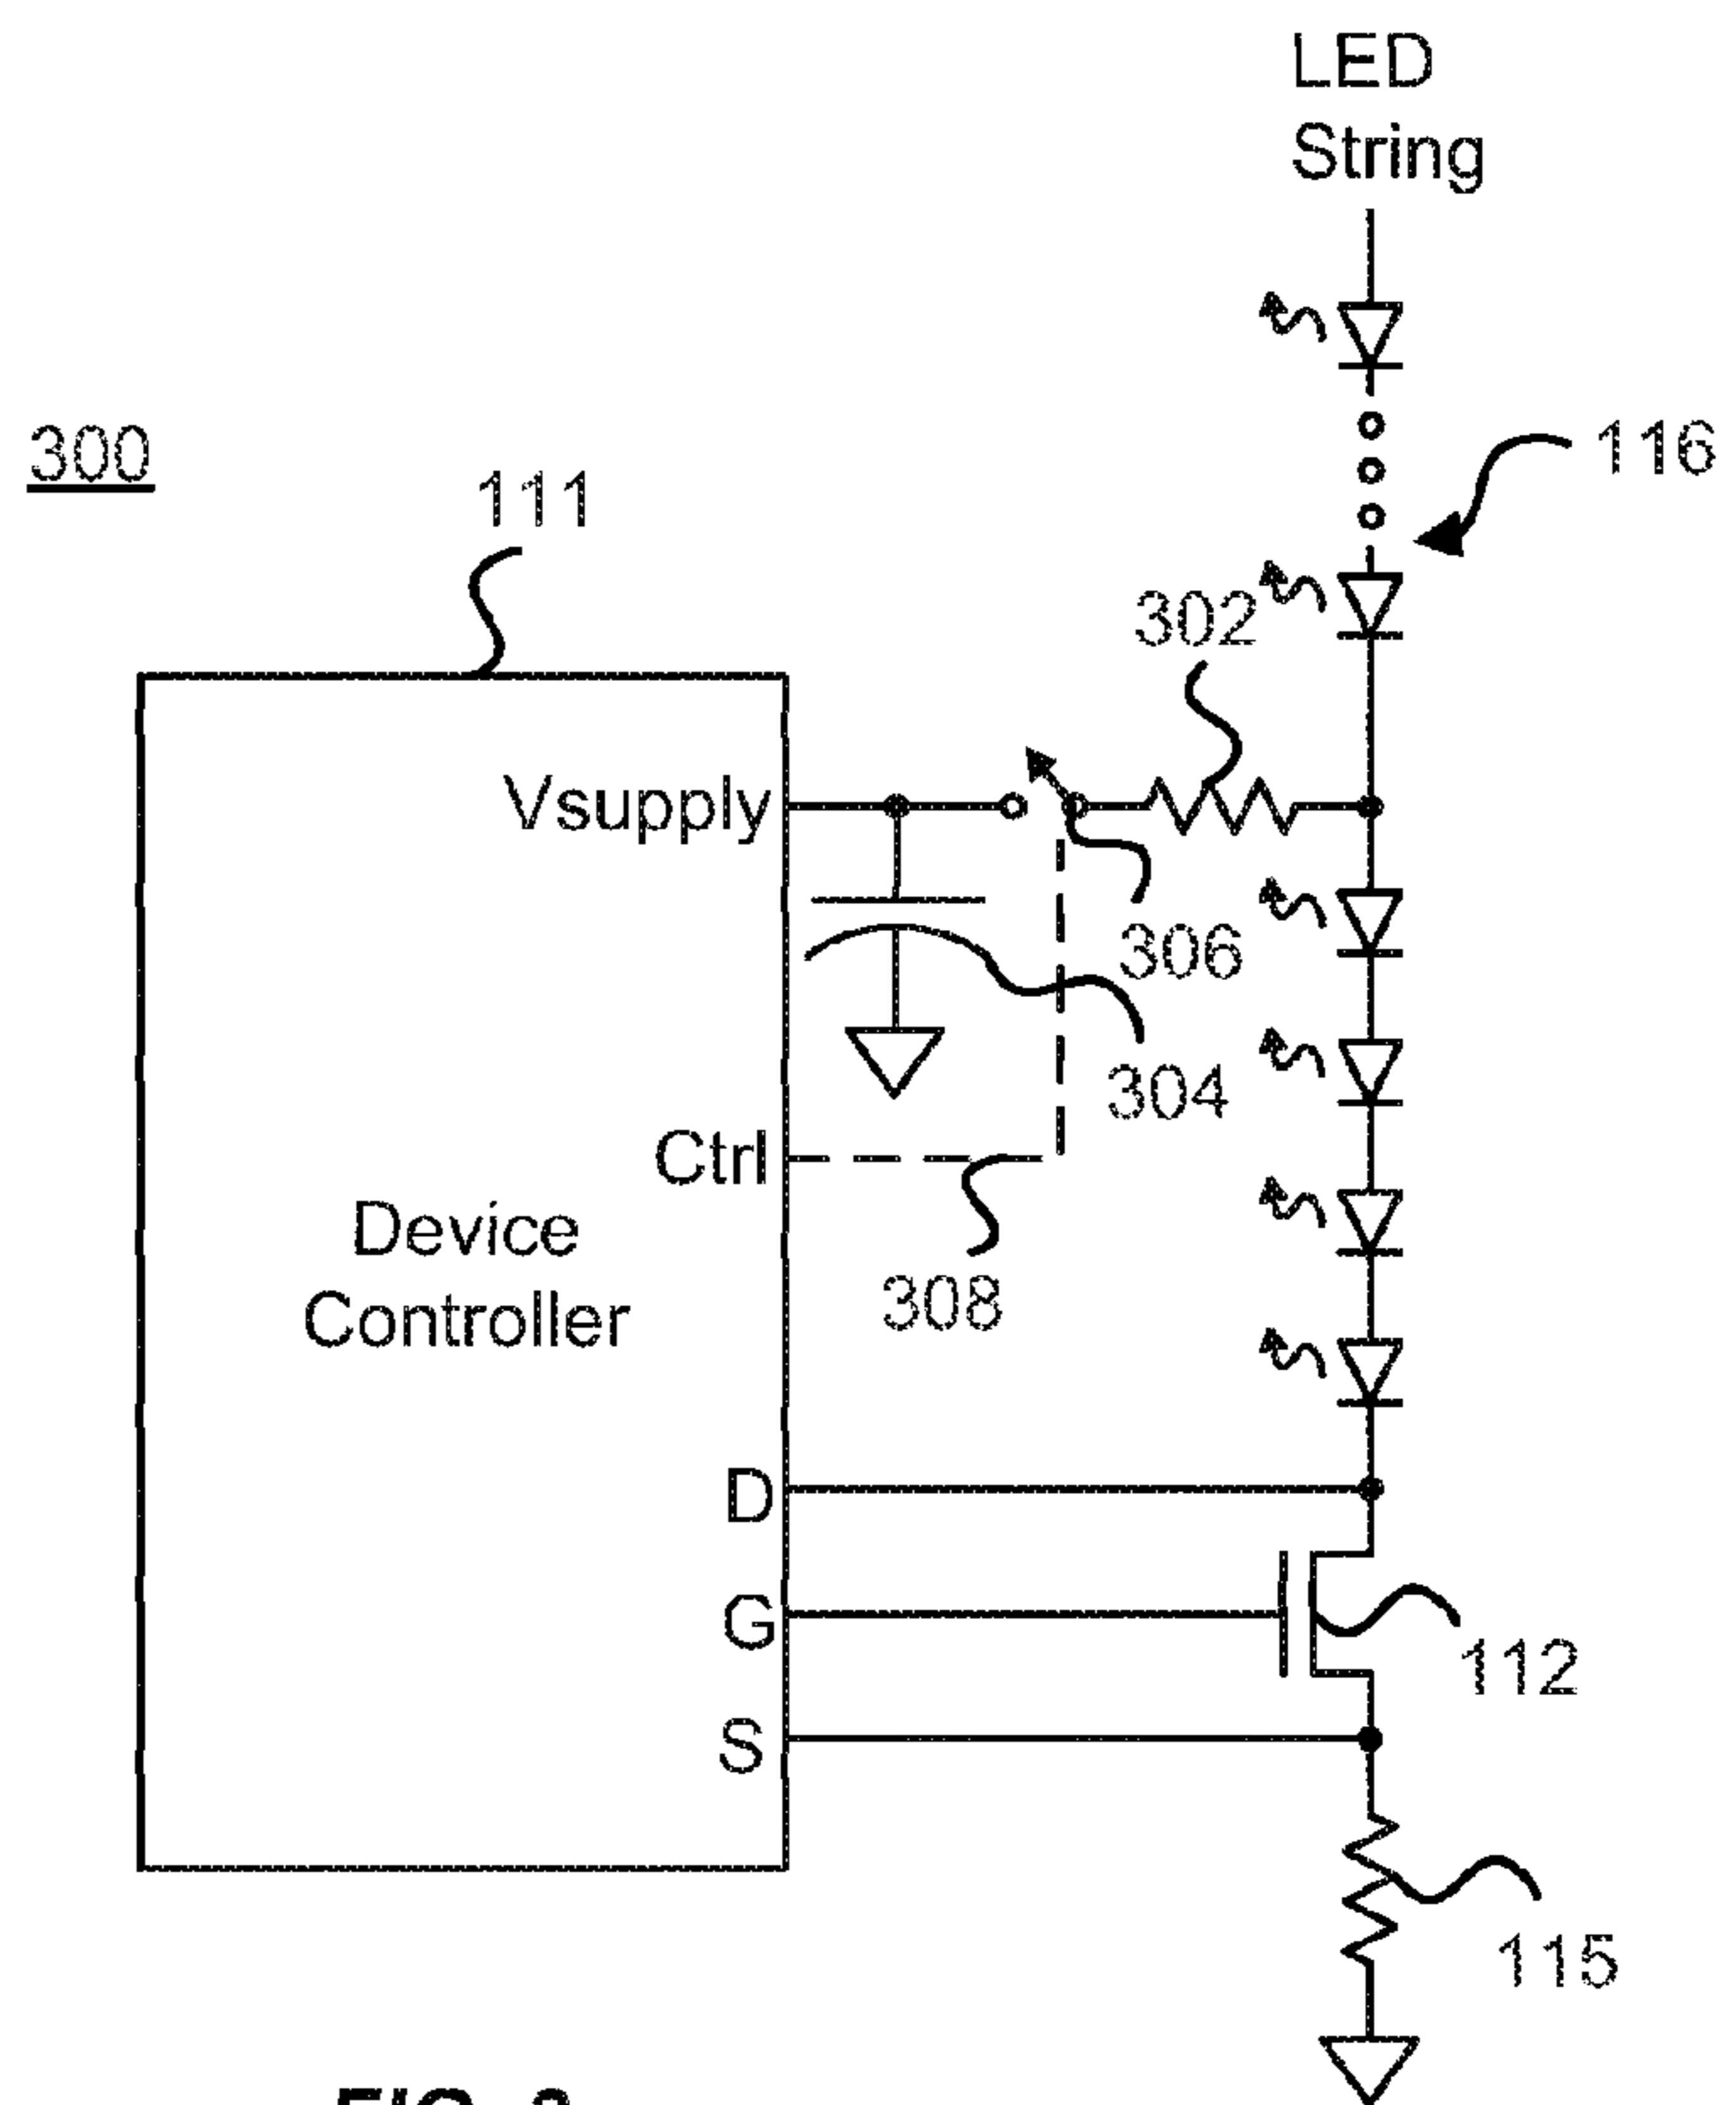 LED
String
300
111
116
302
Vsupply
306
304
Ctrl
308
Device
Controller
D
G
S
112
115